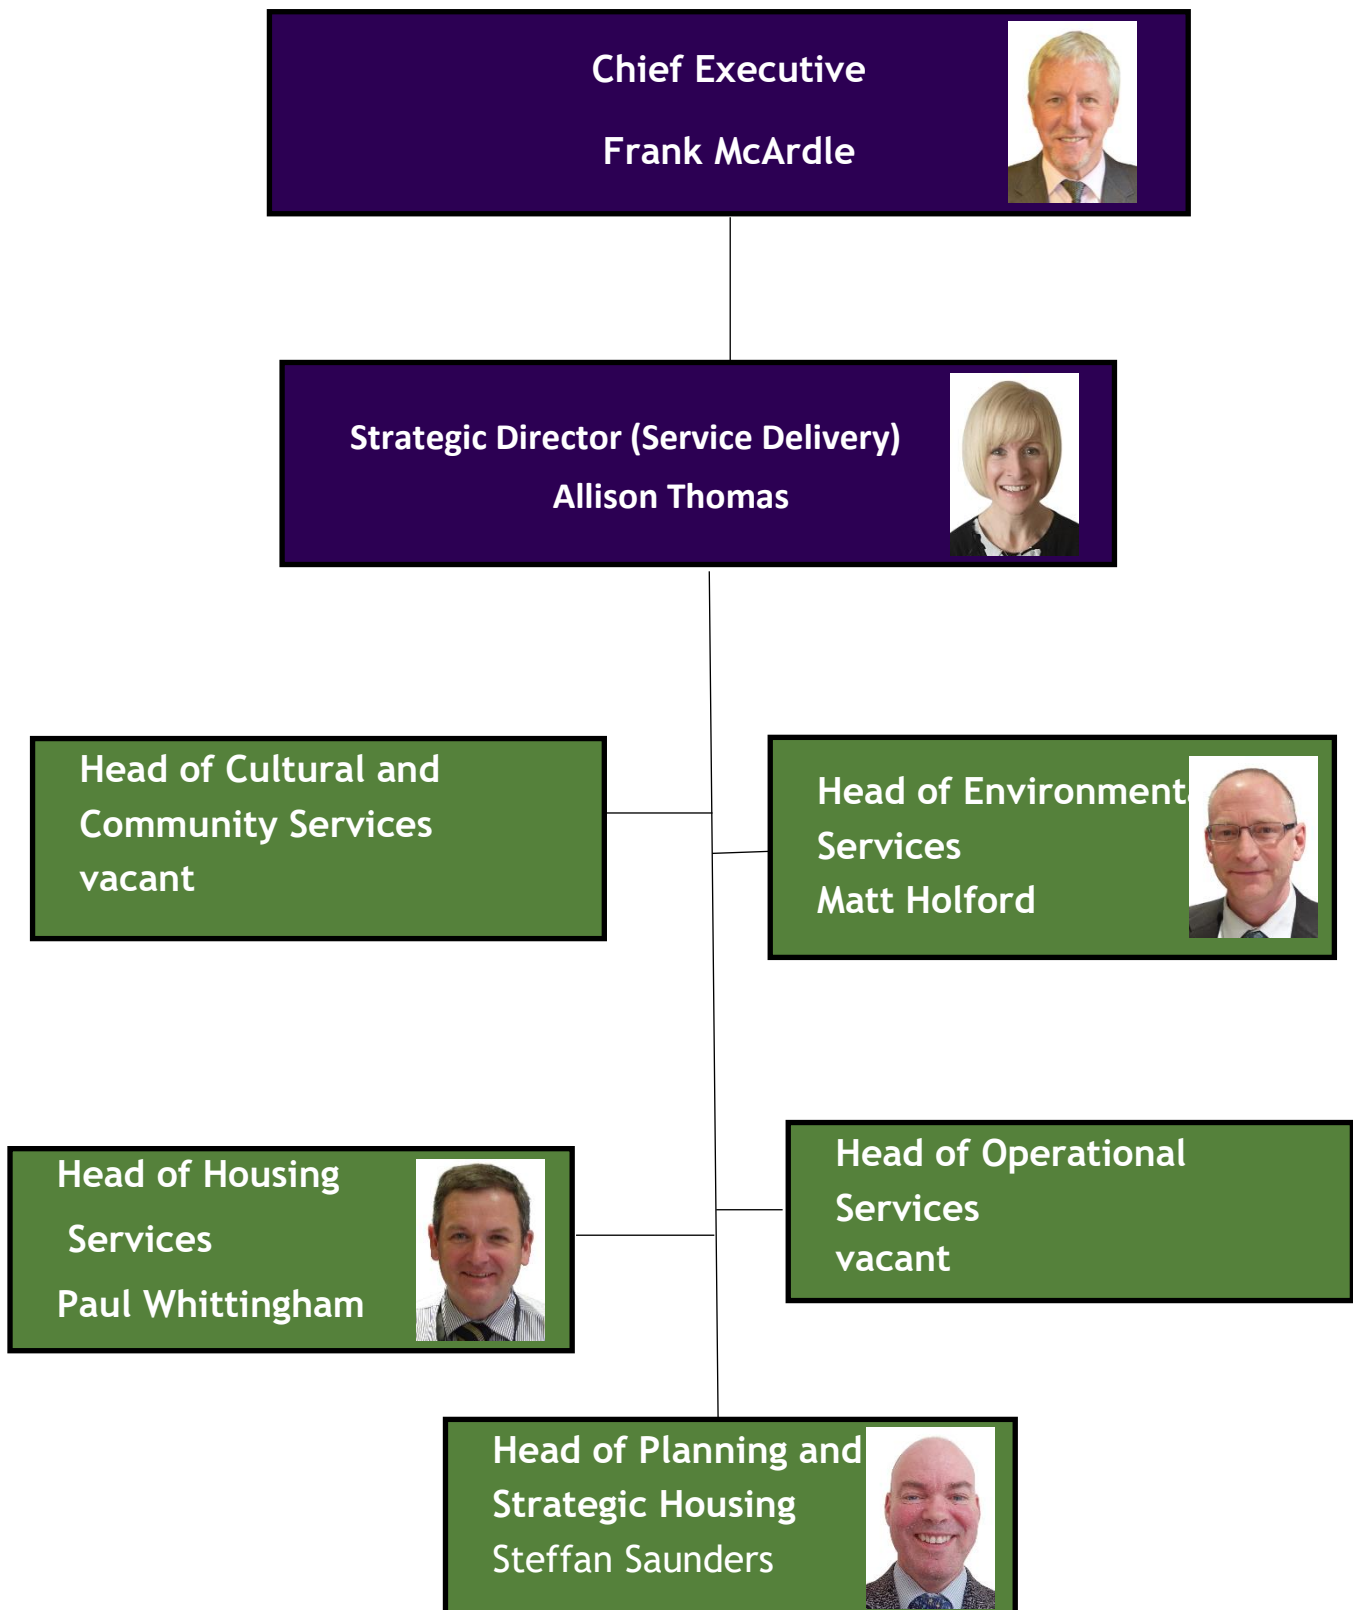 Chief Executive
Frank McArdle
Strategic Director (Service Delivery)
Allison Thomas
Head of Cultural and
Community Services
vacant
Head of Environmenta
Services
Matt Holford
Head of Housing
Services
Paul Whittingham
Head of Operational
Services
vacant
Head of Planning and
Strategic Housing
Steffan Saunders